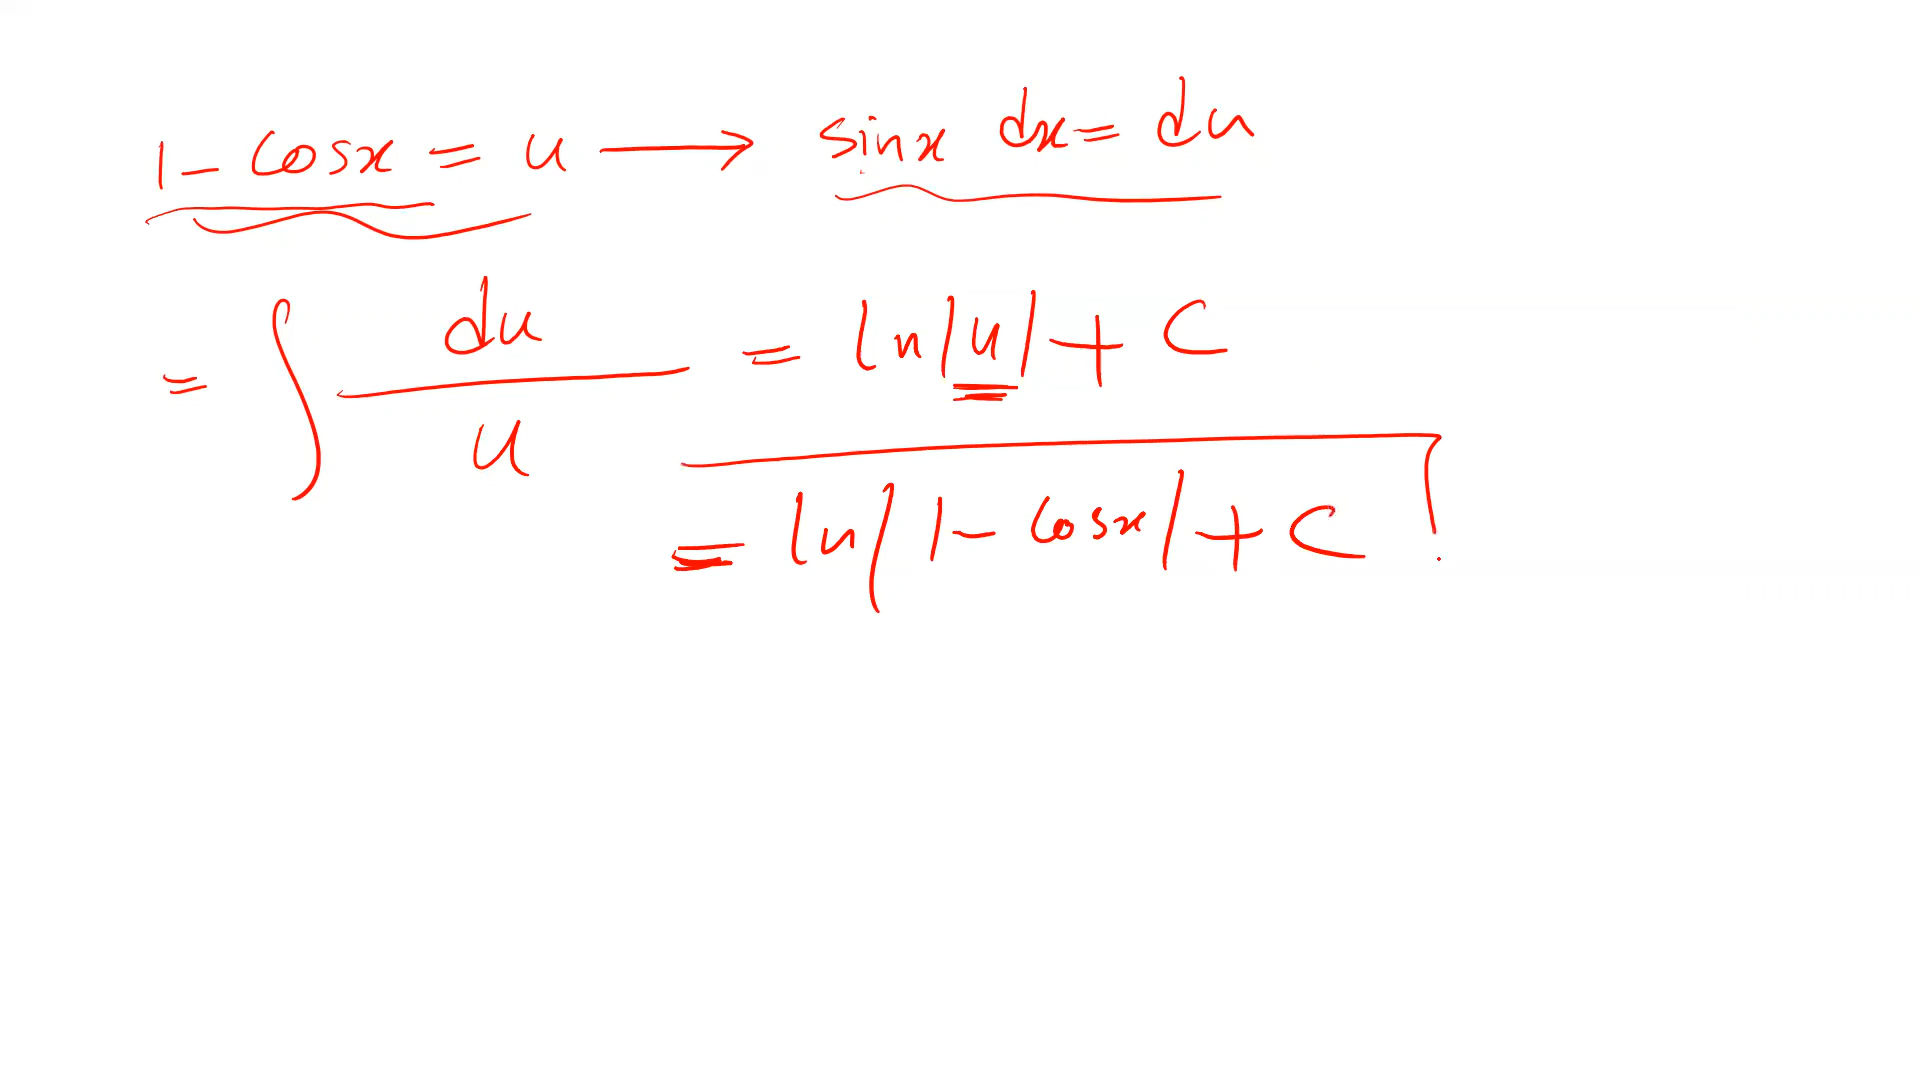 1 - cosx = u → sinx dx = du
= ∫ du/u = ln|u| + C
= ln|1 - cosx| + C